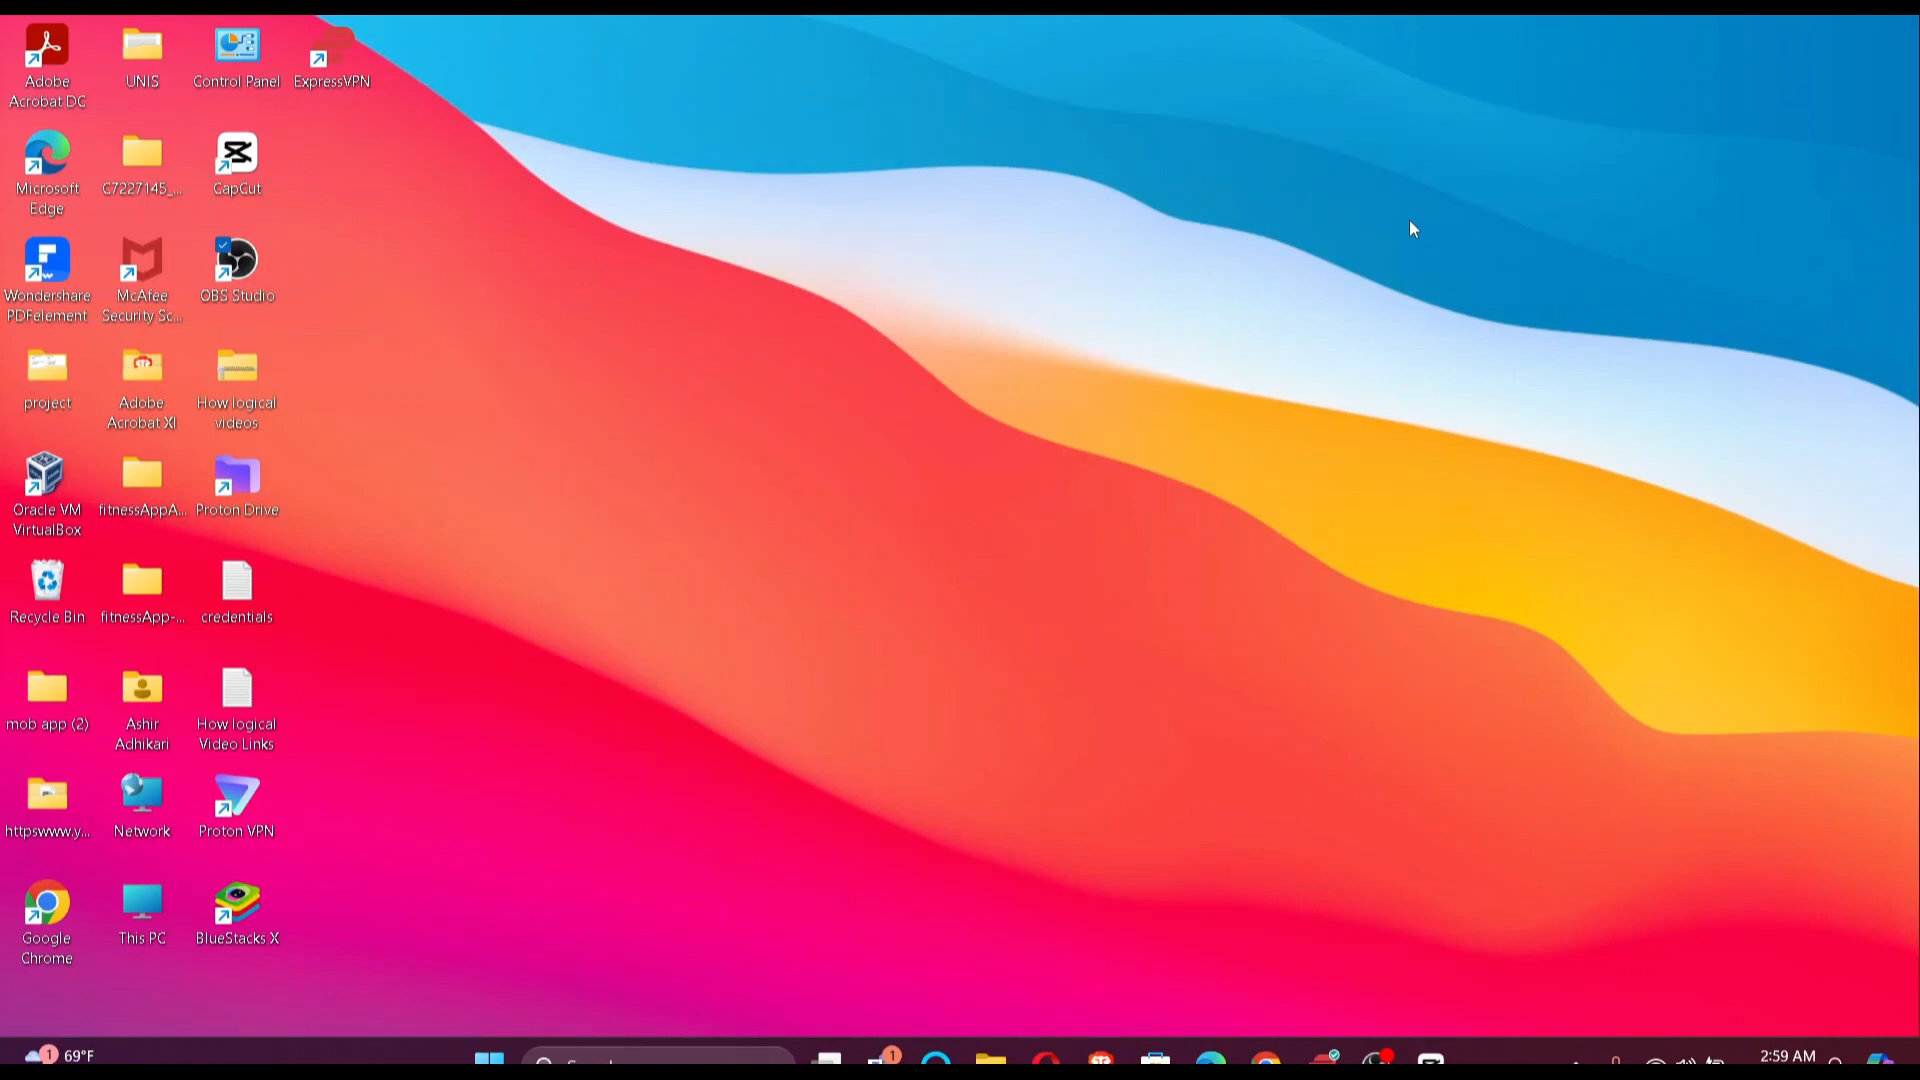 Adobe
Acrobat DC
UNIS
Control Panel
ExpressVPN
Microsoft
Edge
C7227145_...
CapCut
Wondershare
PDFelement
McAfee
Security Sc...
OBS Studio
project
Adobe
Acrobat XI
How logical
videos
Oracle VM
VirtualBox
fitnessAppA...
Proton Drive
Recycle Bin
fitnessApp-...
credentials
mob app (2)
Ashir
Adhikari
How logical
Video Links
httpswww.y...
Network
Proton VPN
Google
Chrome
This PC
BlueStacks X
1
69°F
1
2:59 AM